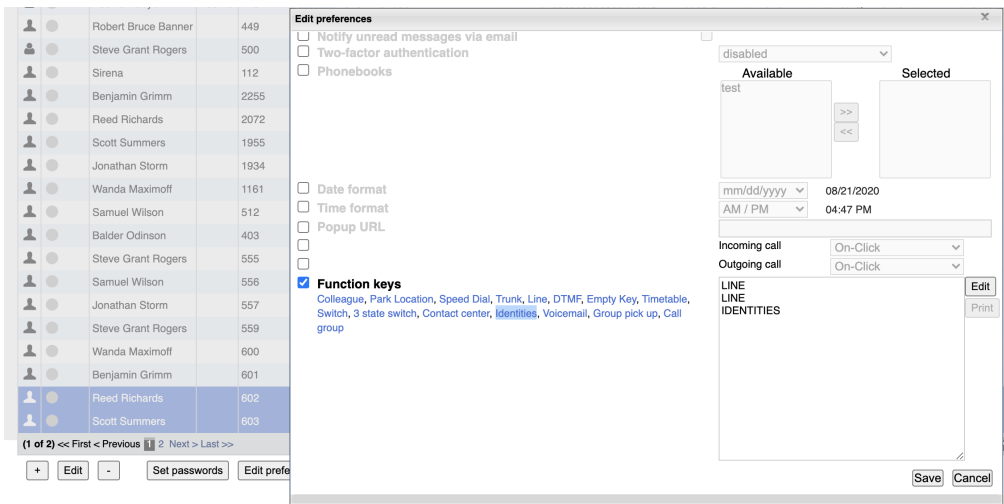 Edit preferences X
Robert Bruce Banner 449
Steve Grant Rogers 500
Sirena 112
Benjamin Grimm 2255
Reed Richards 2072
Scott Summers 1955
Jonathan Storm 1934
Wanda Maximoff 1161
Samuel Wilson 512
Balder Odinson 403
Steve Grant Rogers 555
Samuel Wilson 556
Jonathan Storm 557
Steve Grant Rogers 559
Wanda Maximoff 600
Benjamin Grimm 601
Reed Richards 602
Scott Summers 603
(1 of 2) << First < Previous 1 2 Next > Last >>
+ Edit - Set passwords Edit prefe
Notify unread messages via email
Two-factor authentication disabled
Phonebooks Available Selected
test
>>
<<
Date format mm/dd/yyyy 08/21/2020
Time format AM / PM 04:47 PM
Popup URL
Incoming call On-Click
Outgoing call On-Click
Function keys
Colleague, Park Location, Speed Dial, Trunk, Line, DTMF, Empty Key, Timetable,
Switch, 3 state switch, Contact center, Identities, Voicemail, Group pick up, Call
group
LINE
LINE
IDENTITIES
Edit
Print
Save Cancel